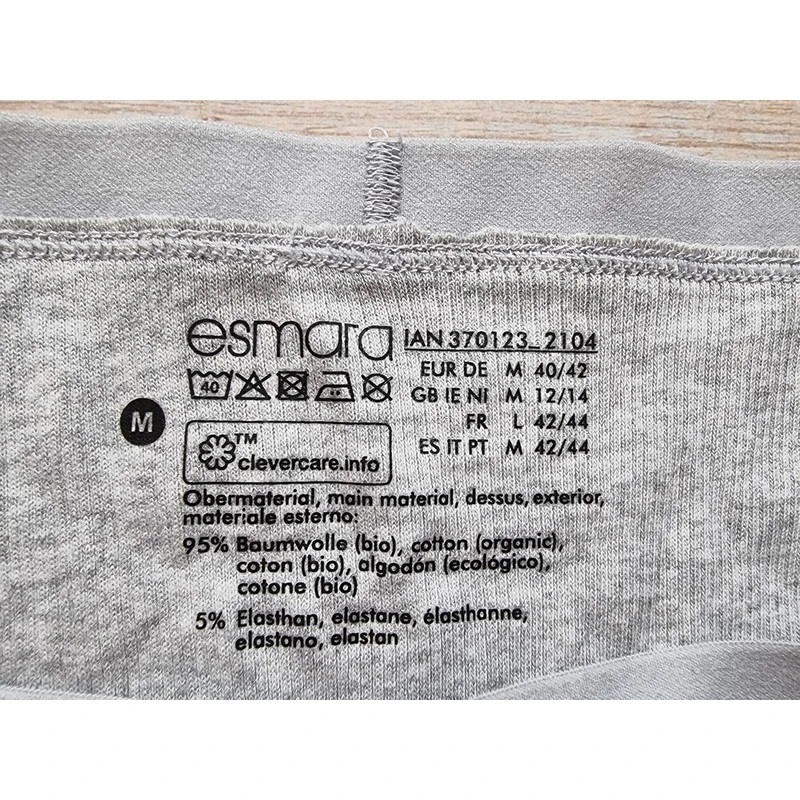 esmara
IAN 370123_2104
40
EUR DE M 40/42
GB IE NI M 12/14
FR L 42/44
ES IT PT M 42/44
M
TM
clevercare.info
Obermaterial, main material, dessus, exterior,
materiale esterno:
95% Baumwolle (bio), cotton (organic),
coton (bio), algodón (ecológico),
cotone (bio)
5% Elasthan, elastane, élasthanne,
elastano, elastan